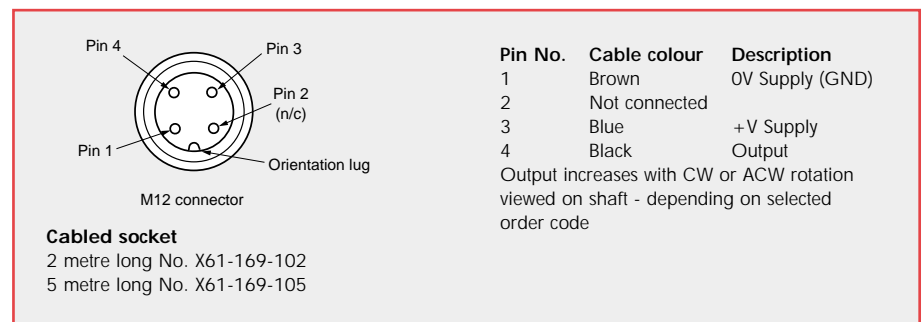 Pin 4
Pin 3
Pin 2
(n/c)
Pin 1
Orientation lug
M12 connector
Cabled socket
2 metre long No. X61-169-102
5 metre long No. X61-169-105
Pin No. Cable colour Description
1 Brown 0V Supply (GND)
2 Not connected
3 Blue +V Supply
4 Black Output
Output increases with CW or ACW rotation
viewed on shaft - depending on selected
order code